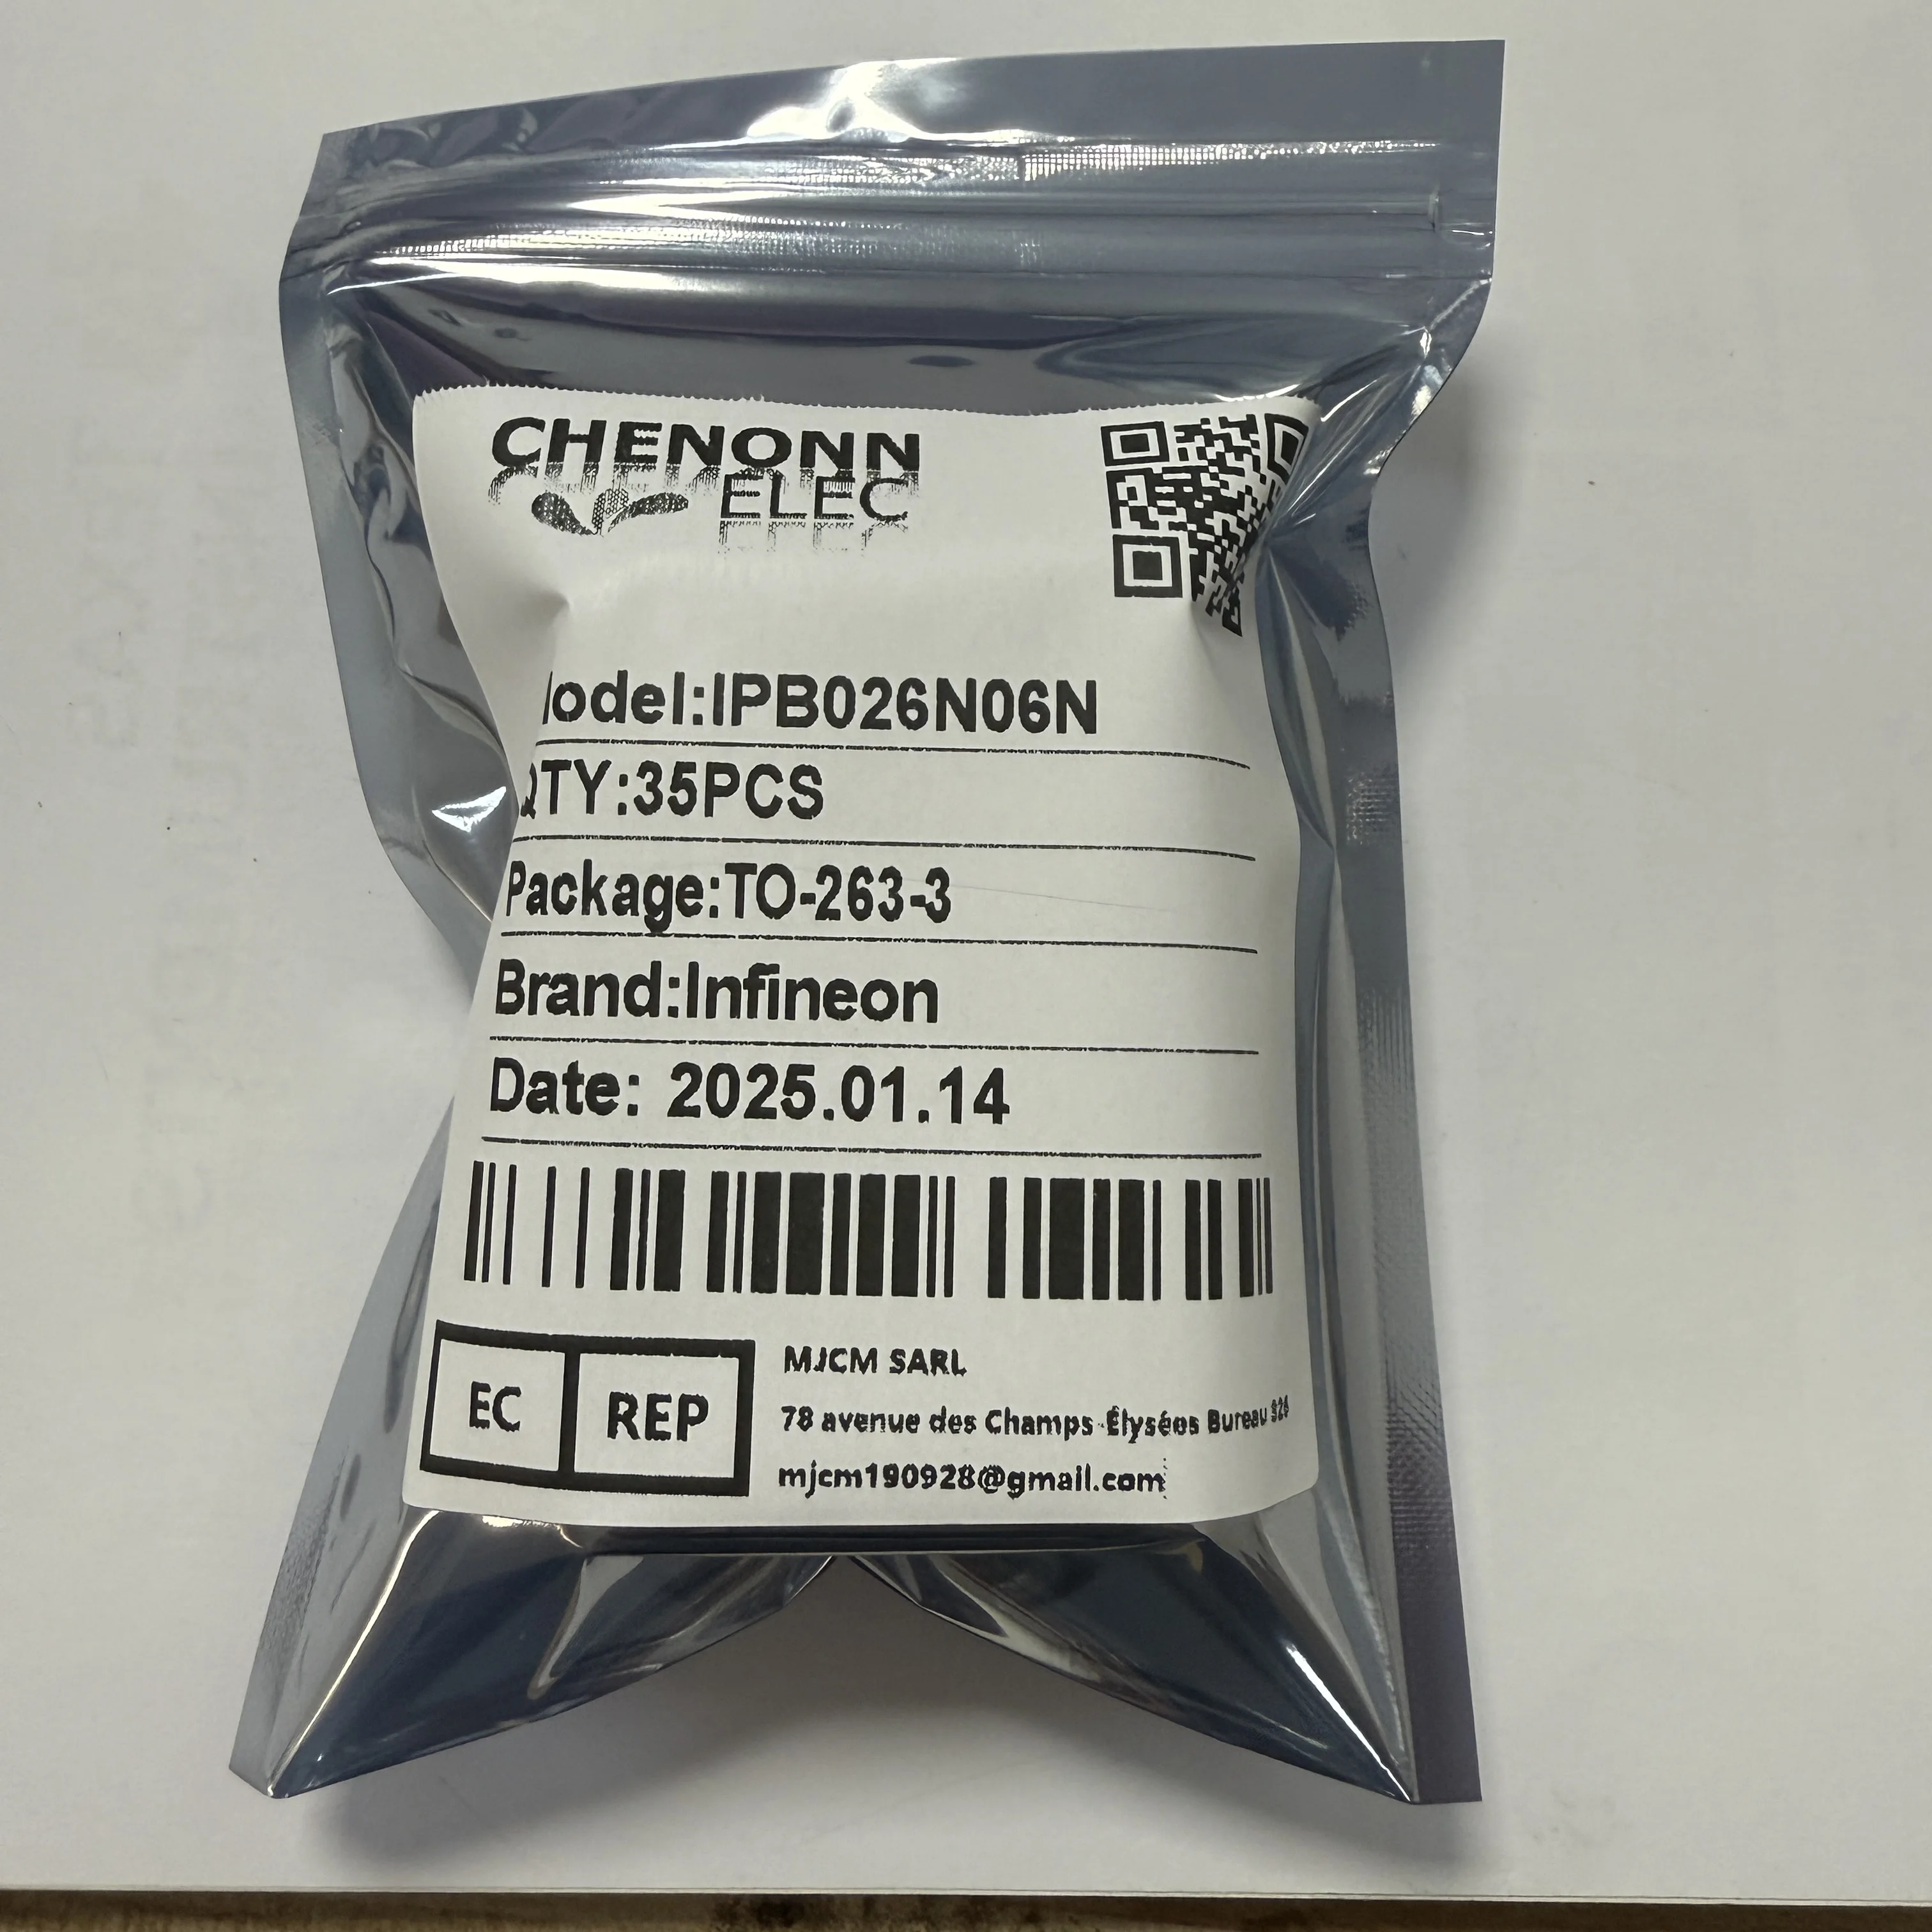 CHENONN
ELEC
Model:IPB026N06N
QTY:35PCS
Package:TO-263-3
Brand:Infineon
Date: 2025.01.14
EC REP
MJCM SARL
78 avenue des Champs-Élysées Bureau 326
mjcm190928@gmail.com